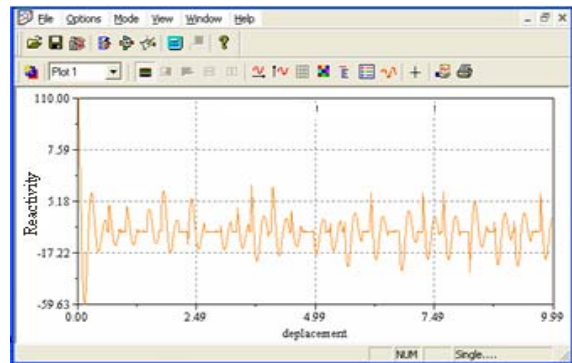 File Options Mode View Window Help
Plot 1
110.00
7.59
5.18
-17.22
-59.63
Reactivity
0.00 2.49 4.99 7.49 9.99
deplacement
NUM Single....